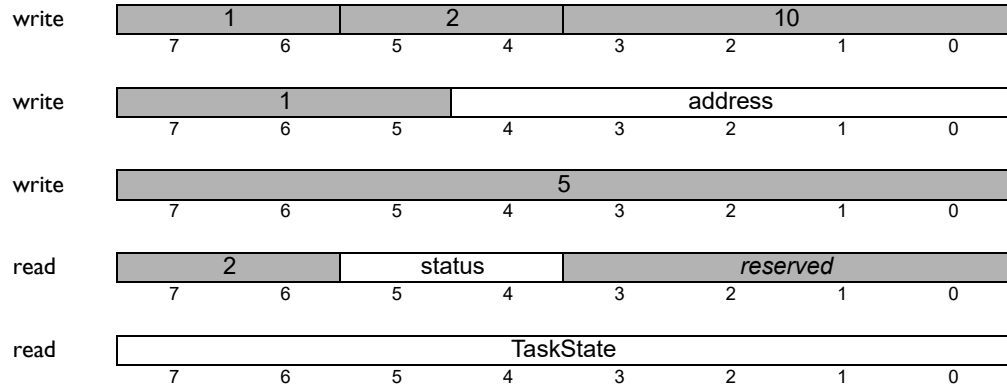 write 1 2 10
7 6 5 4 3 2 1 0
write 1 address
7 6 5 4 3 2 1 0
write 5
7 6 5 4 3 2 1 0
read 2 status reserved
7 6 5 4 3 2 1 0
read TaskState
7 6 5 4 3 2 1 0